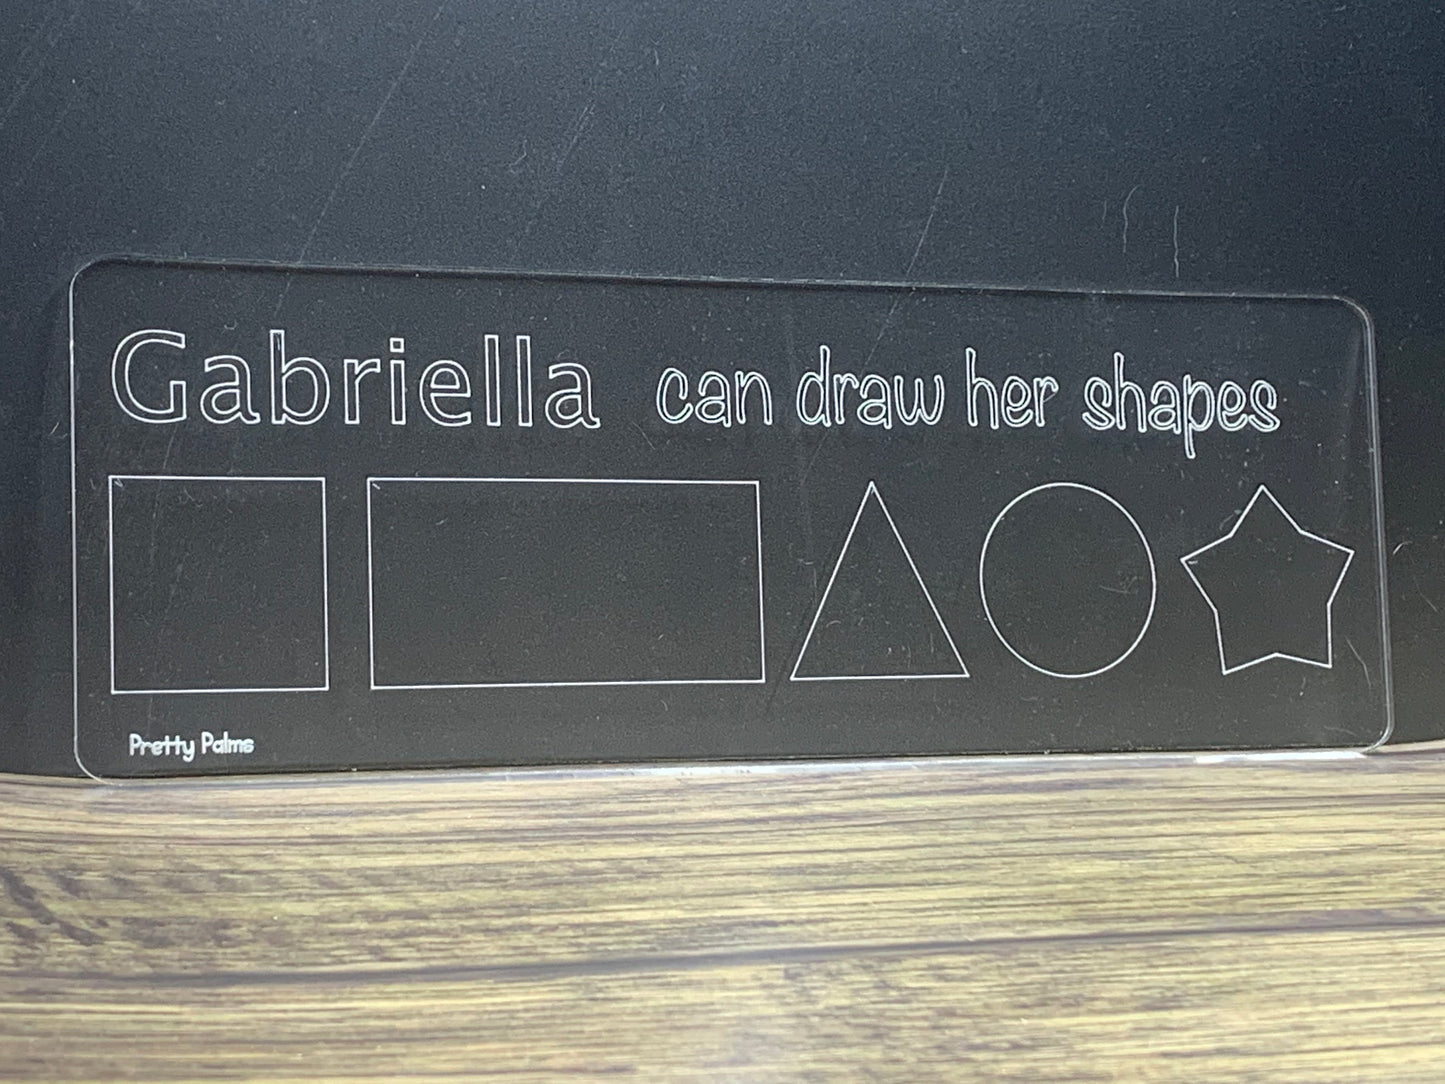 Gabriella can draw her shapes
Pretty Palms